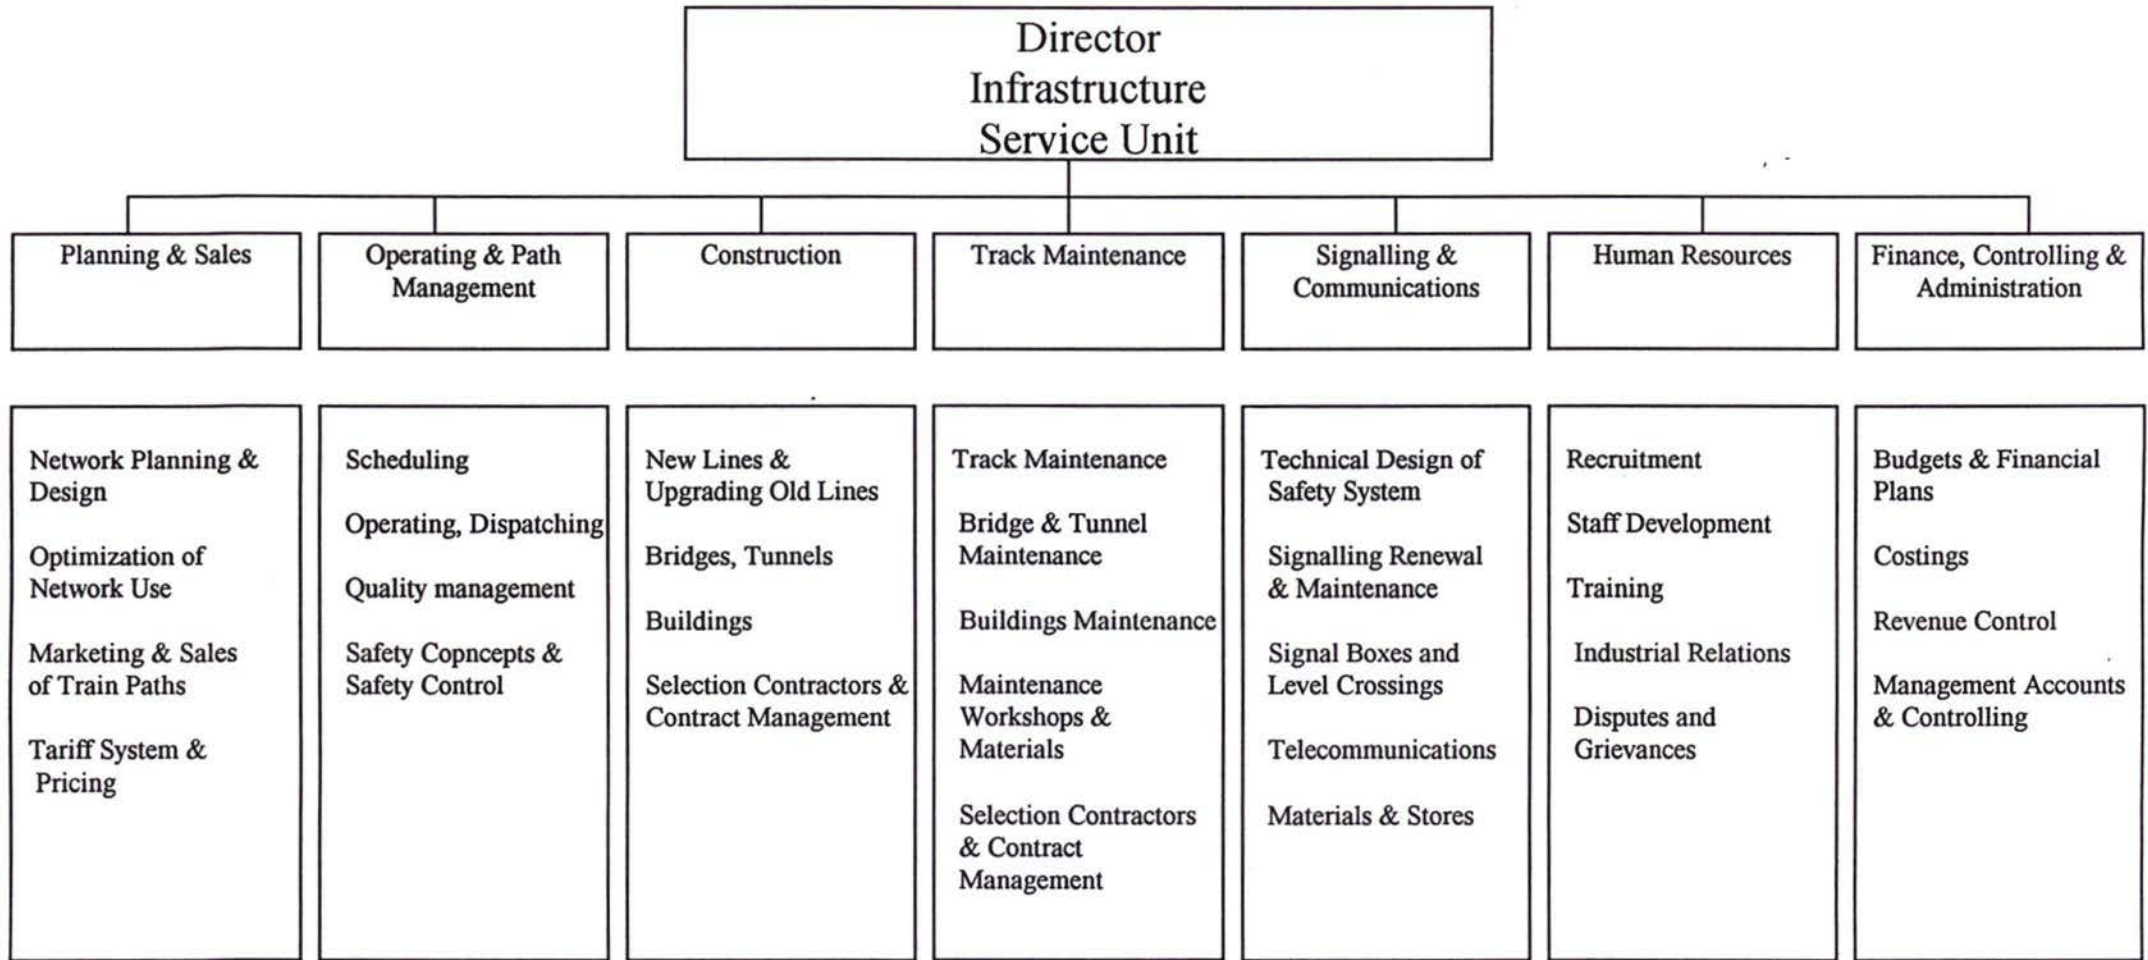 Director
Infrastructure
Service Unit
Planning & Sales
Operating & Path
Management
Construction
Track Maintenance
Signalling &
Communications
Human Resources
Finance, Controlling &
Administration
Network Planning &
Design
Optimization of
Network Use
Marketing & Sales
of Train Paths
Tariff System &
Pricing
Scheduling
Operating, Dispatching
Quality management
Safety Copncepts &
Safety Control
New Lines &
Upgrading Old Lines
Bridges, Tunnels
Buildings
Selection Contractors &
Contract Management
Track Maintenance
Bridge & Tunnel
Maintenance
Buildings Maintenance
Maintenance
Workshops &
Materials
Selection Contractors
& Contract
Management
Technical Design of
Safety System
Signalling Renewal
& Maintenance
Signal Boxes and
Level Crossings
Telecommunications
Materials & Stores
Recruitment
Staff Development
Training
Industrial Relations
Disputes and
Grievances
Budgets & Financial
Plans
Costings
Revenue Control
Management Accounts
& Controlling